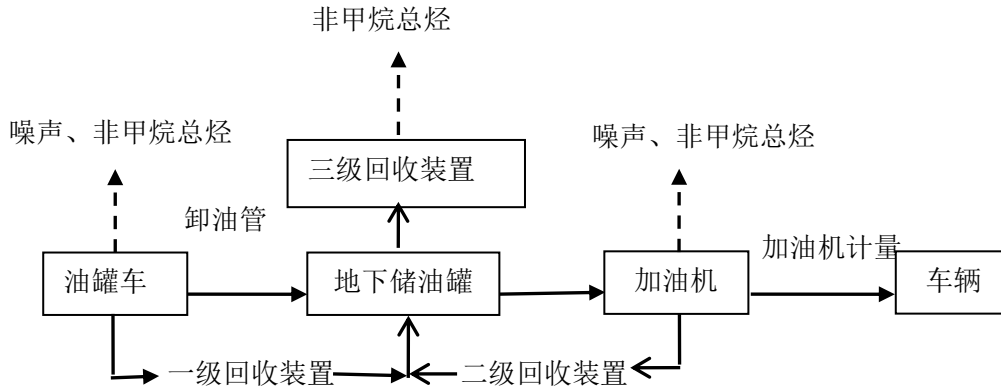 非甲烷总烃
噪声、非甲烷总烃
噪声、非甲烷总烃
三级回收装置
卸油管
加油机计量
油罐车
地下储油罐
加油机
车辆
一级回收装置
二级回收装置